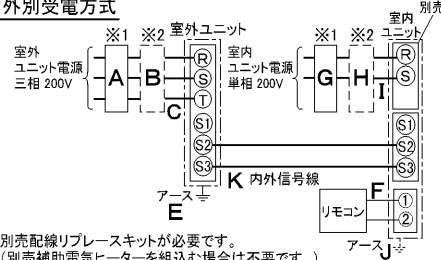 外別受電方式
別売
※1 ※2 室外ユニット ※1 ※2 室内ユニット
室外
ユニット電源
三相 200V
A B C
R
S
T
S1
S2
S3
室内
ユニット電源
単相 200V
G H I
R
S
S1
S2
S3
K 内外信号線
アース
E
リモコン
F
①
②
アース J
別売配線リプレースキットが必要です。
(別売補助電気ヒーターを組込む場合は不要です。)